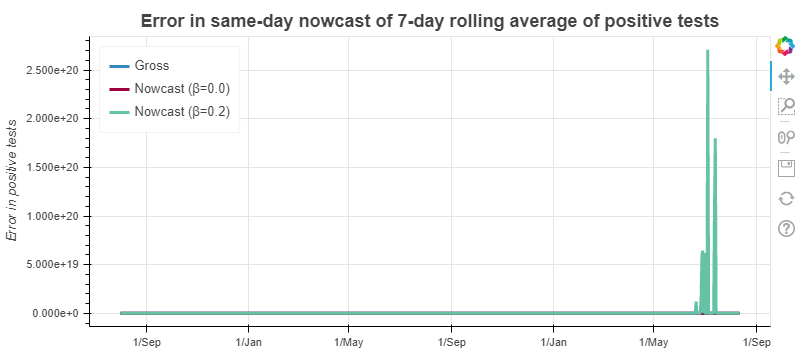 Error in same-day nowcast of 7-day rolling average of positive tests
Gross
Nowcast (β=0.0)
Nowcast (β=0.2)
Error in positive tests
2.500e+20
2.000e+20
1.500e+20
1.000e+20
5.000e+19
0.000e+0
1/Sep 1/Jan 1/May 1/Sep 1/Jan 1/May 1/Sep